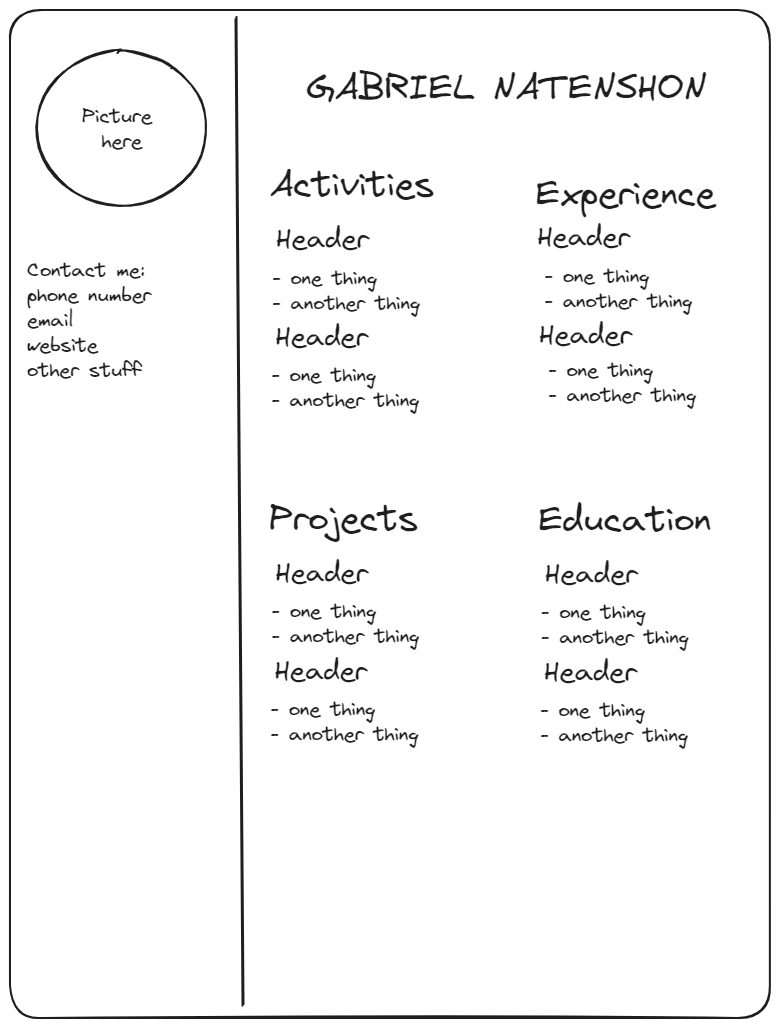 Picture
here
Contact me:
phone number
email
website
other stuff
GABRIEL NATENSHON
Activities
Header
- one thing
- another thing
Header
- one thing
- another thing
Experience
Header
- one thing
- another thing
Header
- one thing
- another thing
Projects
Header
- one thing
- another thing
Header
- one thing
- another thing
Education
Header
- one thing
- another thing
Header
- one thing
- another thing